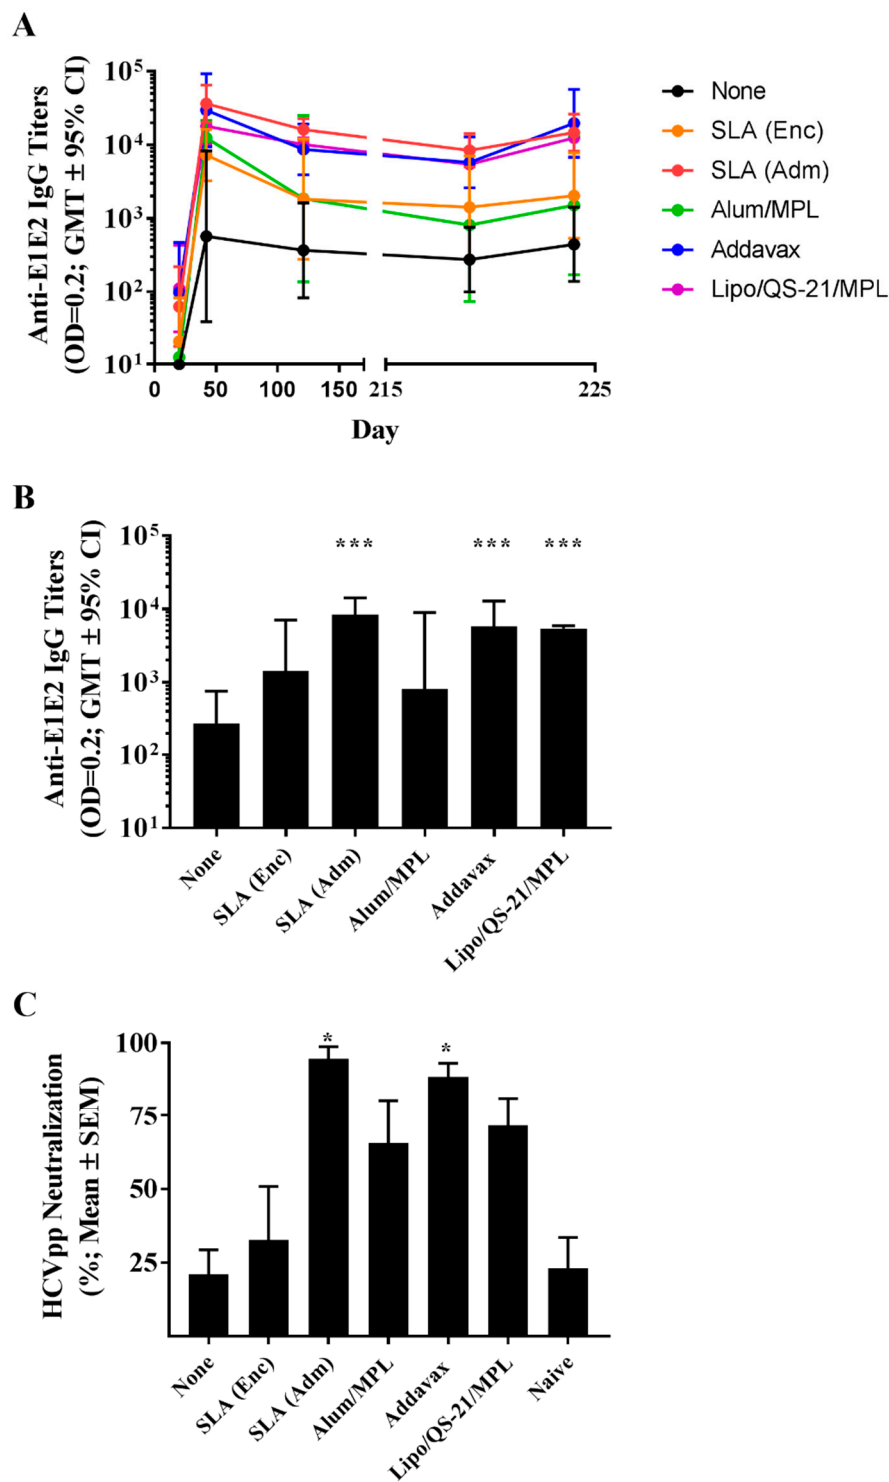 A
Anti-E1E2 IgG Titers
(OD=0.2; GMT ± 95% CI)
10⁵
10⁴
10³
10²
10¹
0 50 100 150 215 225
Day
None
SLA (Enc)
SLA (Adm)
Alum/MPL
Addavax
Lipo/QS-21/MPL
B
Anti-E1E2 IgG Titers
(OD=0.2; GMT ± 95% CI)
10⁵
10⁴
10³
10²
10¹
*** *** ***
None
SLA (Enc)
SLA (Adm)
Alum/MPL
Addavax
Lipo/QS-21/MPL
C
HCVpp Neutralization
(%; Mean ± SEM)
100
75
50
25
* *
None
SLA (Enc)
SLA (Adm)
Alum/MPL
Addavax
Lipo/QS-21/MPL
Naive